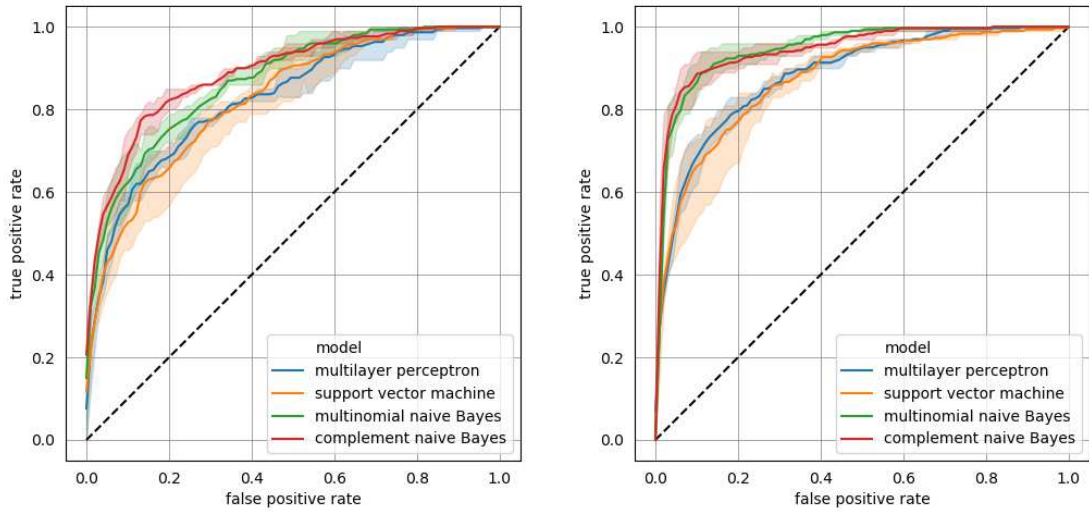 1.0
0.8
0.6
0.4
0.2
0.0
true positive rate
0.0 0.2 0.4 0.6 0.8 1.0
false positive rate
model
multilayer perceptron
support vector machine
multinomial naive Bayes
complement naive Bayes
1.0
0.8
0.6
0.4
0.2
0.0
true positive rate
0.0 0.2 0.4 0.6 0.8 1.0
false positive rate
model
multilayer perceptron
support vector machine
multinomial naive Bayes
complement naive Bayes